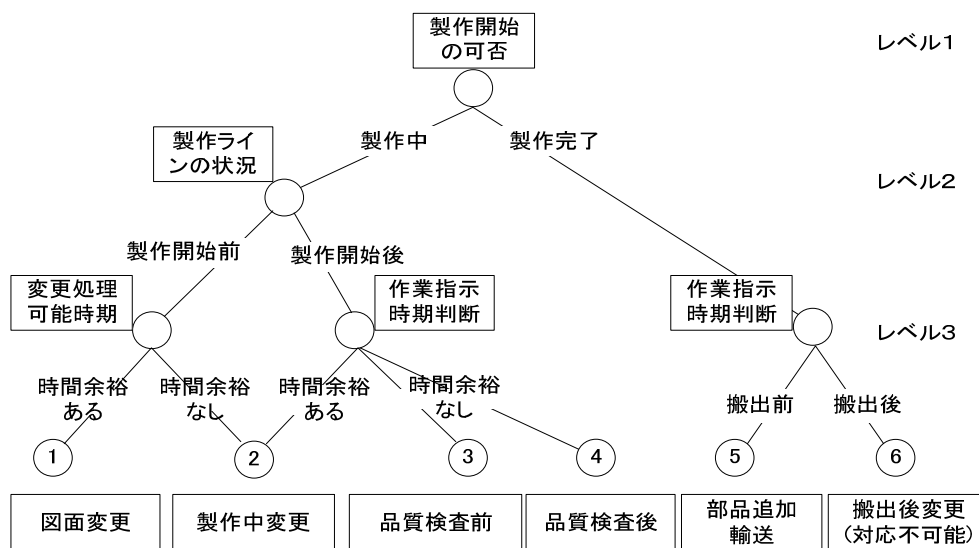 製作開始
の可否
レベル1
製作ライ
ンの状況
製作中
製作完了
レベル2
製作開始前
製作開始後
変更処理
可能時期
作業指示
時期判断
作業指示
時期判断
レベル3
時間余裕
ある
時間余裕
なし
時間余裕
ある
時間余裕
なし
搬出前
搬出後
1
2
3
4
5
6
図面変更
製作中変更
品質検査前
品質検査後
部品追加
輸送
搬出後変更
(対応不可能)